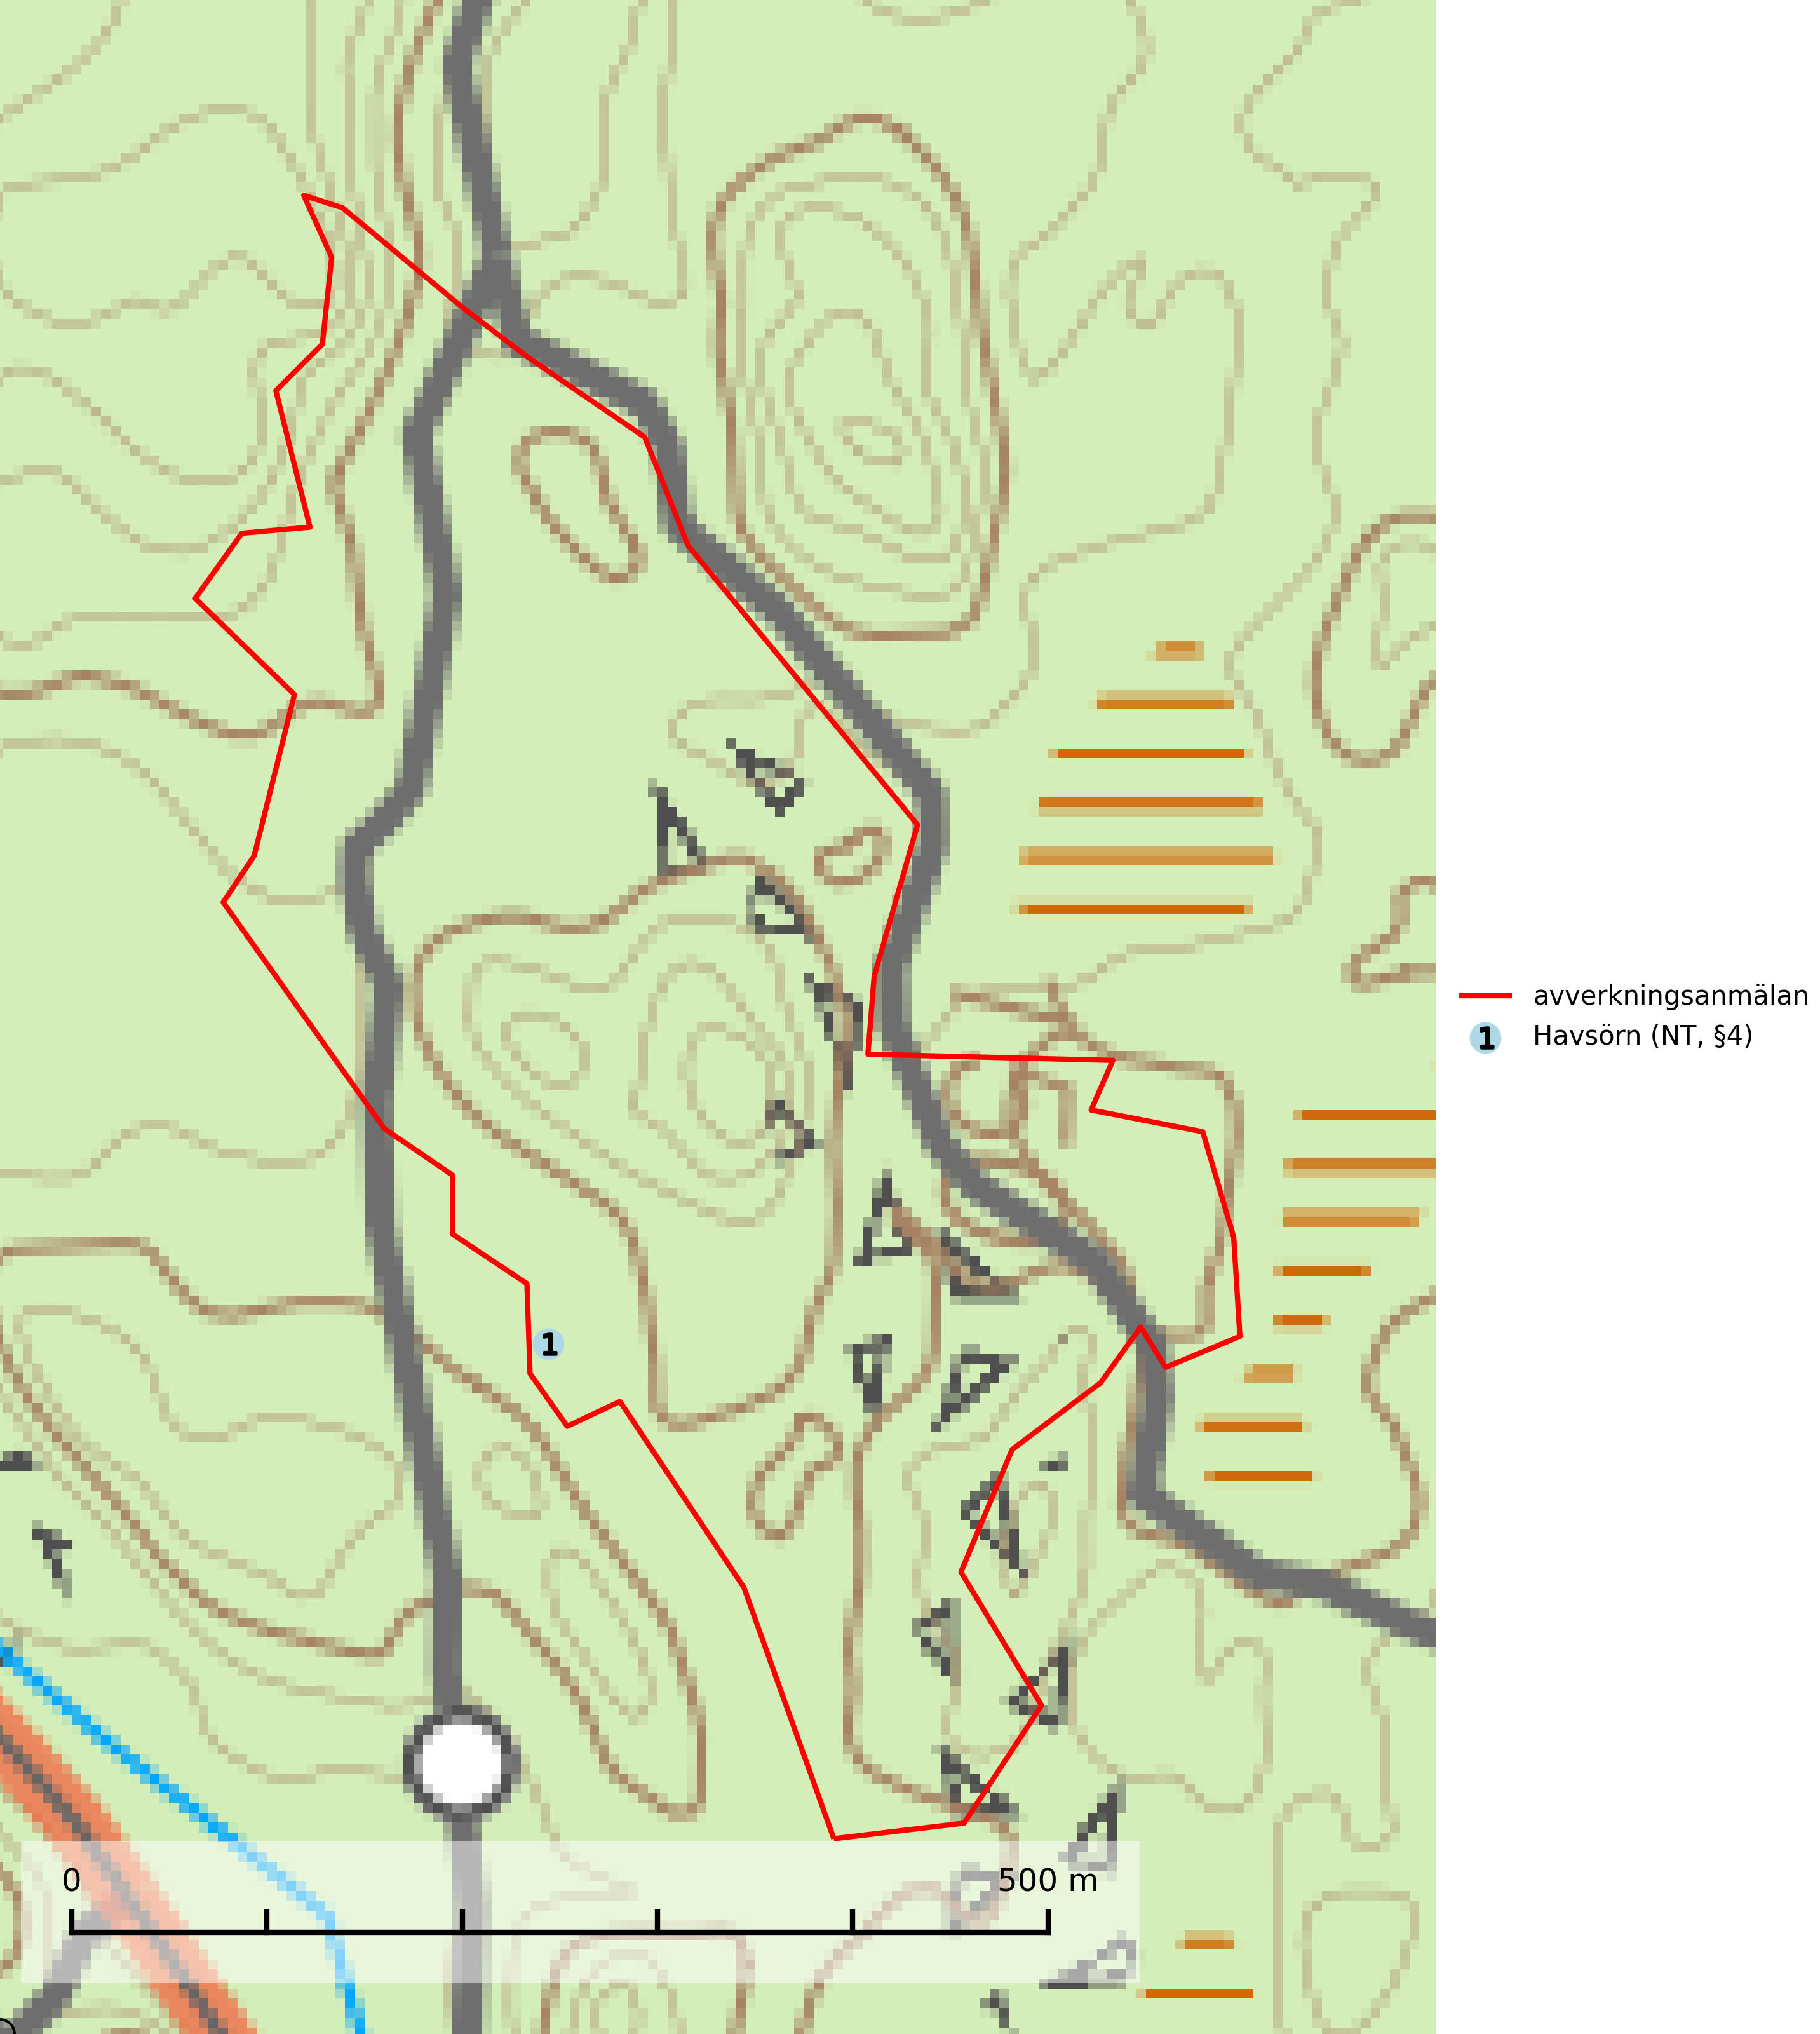 avverkningsanmälan
1 Havsörn (NT, §4)
1
0 500 m